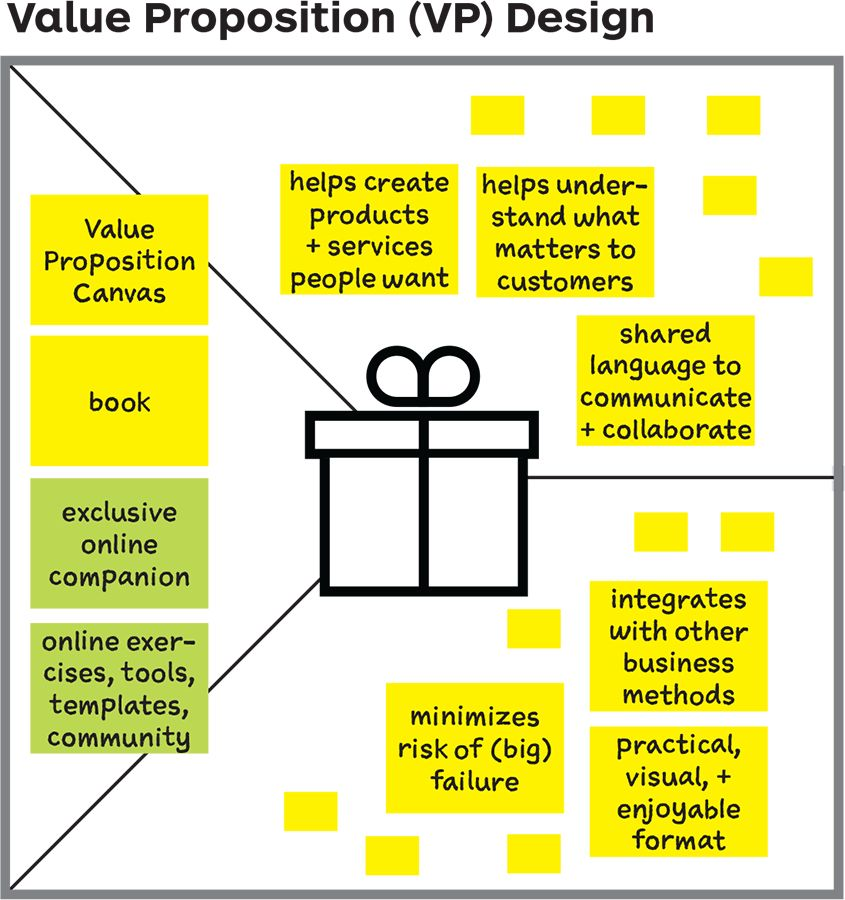 Value Proposition (VP) Design
Value
Proposition
Canvas
book
exclusive
online
companion
online exer-
cises, tools,
templates,
community
helps create
products
+ services
people want
helps under-
stand what
matters to
customers
shared
language to
communicate
+ collaborate
integrates
with other
business
methods
minimizes
risk of (big)
failure
practical,
visual, +
enjoyable
format